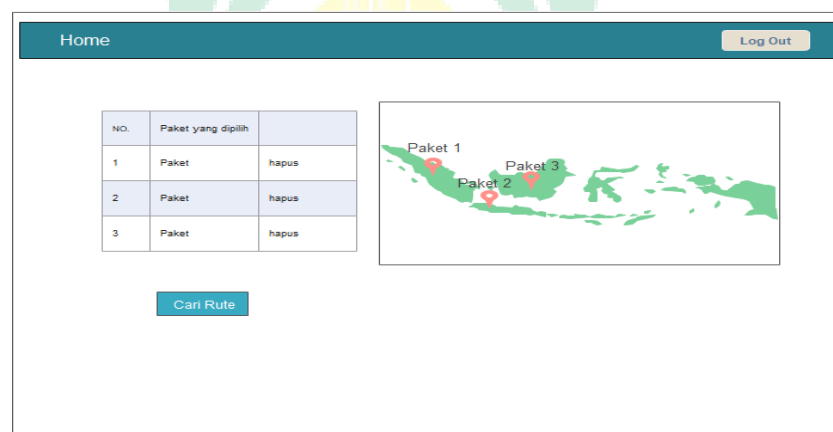 Home
Log Out
NO. Paket yang dipilih
1 Paket hapus
2 Paket hapus
3 Paket hapus
Paket 1
Paket 3
Paket 2
Cari Rute